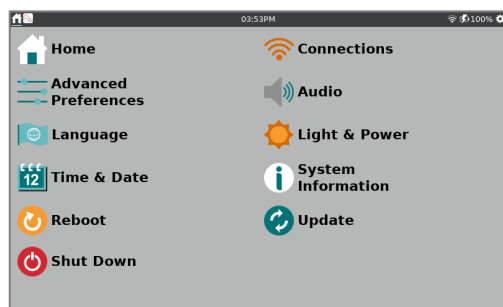 03:53PM
100%
Home
Connections
Advanced
Preferences
Audio
Language
Light & Power
12
Time & Date
System
Information
Reboot
Update
Shut Down